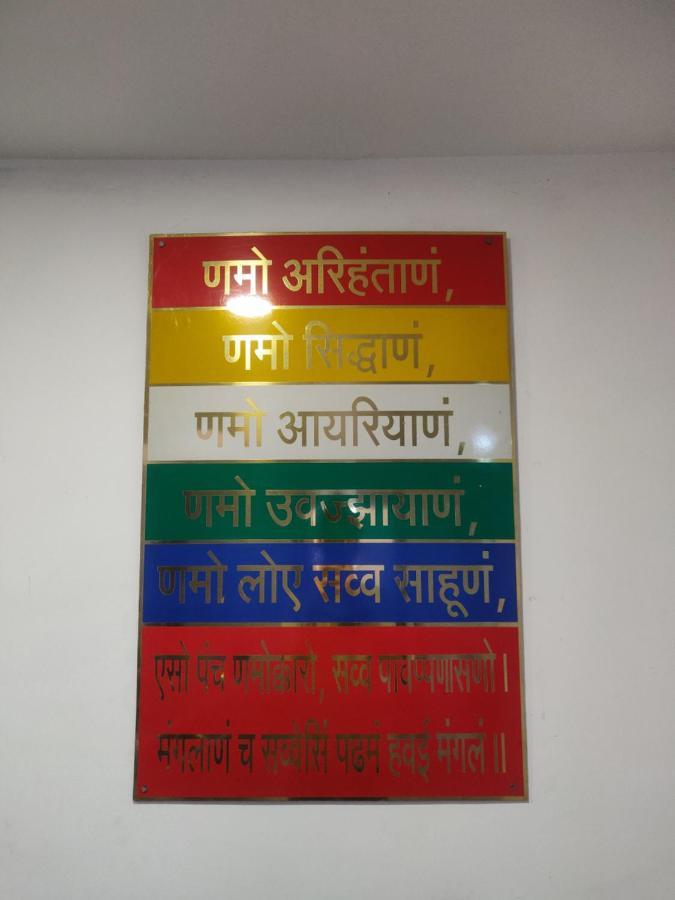 णमो अरिहंताणं,
णमो सिद्धाणं,
णमो आयरियाणं,
णमो उवज्झायाणं,
णमो लोए सव्व साहूणं,
एसो पंच णमोक्कारो, सव्व पावप्पणासणो।
मंगलाणं च सव्वेसिं पढमं हवई मंगलं॥